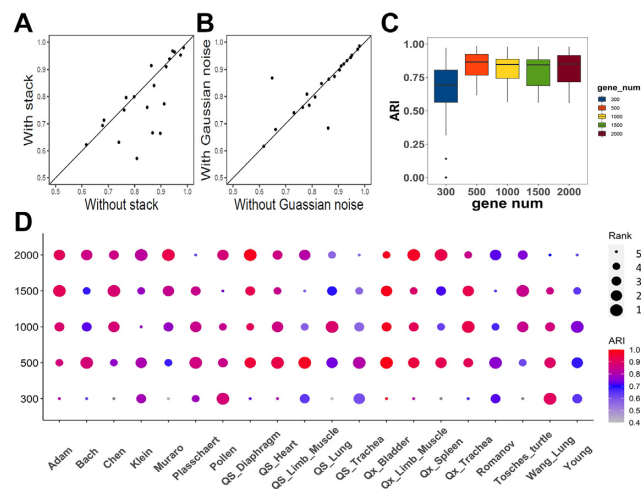 A
B
C
With stack
1.0
0.9
0.8
0.7
0.6
0.5
0.5 0.6 0.7 0.8 0.9 1.0
Without stack
With Gaussian noise
1.0
0.9
0.8
0.7
0.6
0.5
0.5 0.6 0.7 0.8 0.9 1.0
Without Guassian noise
ARI
1.00
0.75
0.50
0.25
0.00
300 500 1000 1500 2000
gene num
gene_num
300
500
1000
1500
2000
D
2000
1500
1000
500
300
Adam
Bach
Chen
Klein
Muraro
Plasschaert
Pollen
QS_Diaphragm
QS_Heart
QS_Limb_Muscle
QS_Lung
QS_Trachea
Qx_Bladder
Qx_Limb_Muscle
Qx_Spleen
Qx_Trachea
Romanov
Tosches_turtle
Wang_Lung
Young
Rank
5
4
3
2
1
ARI
1.0
0.9
0.8
0.7
0.6
0.5
0.4